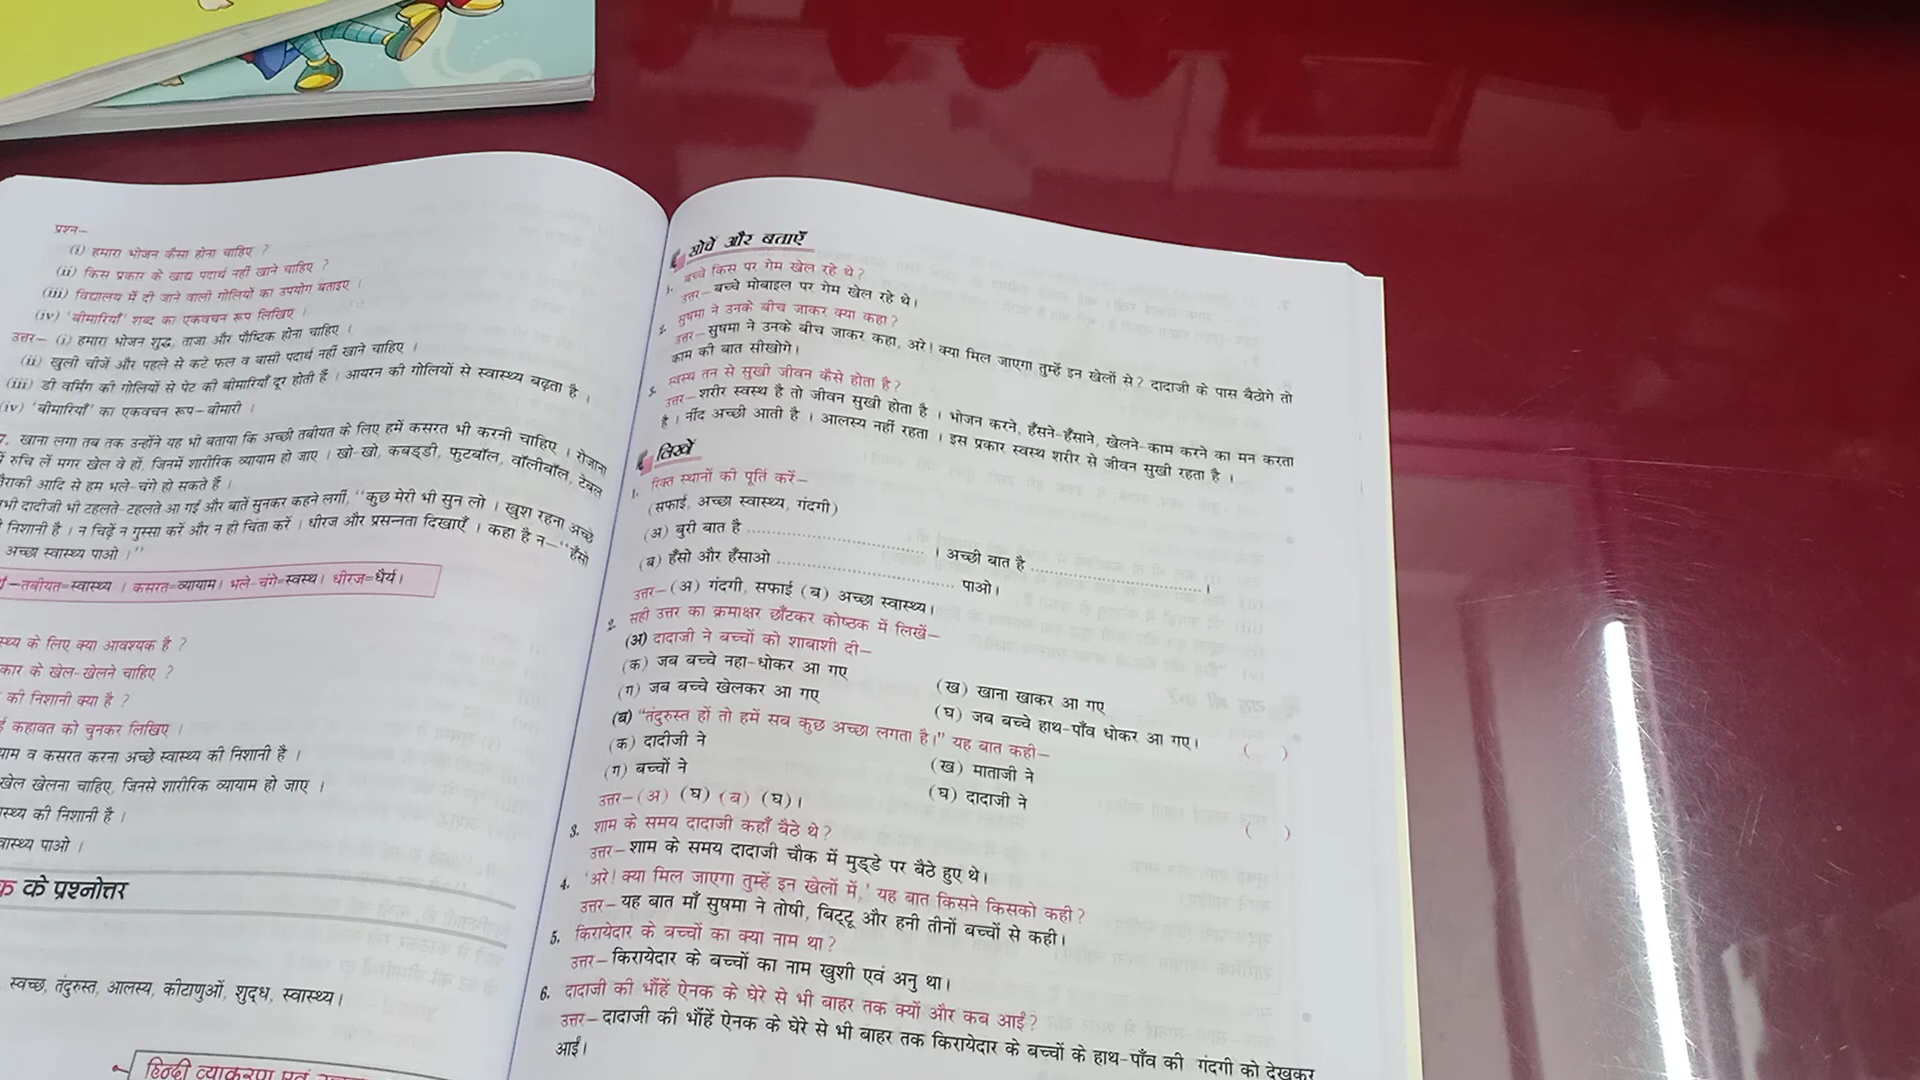 प्रश्न—
(i) हमारा भोजन कैसा होना चाहिए ?
(ii) किस प्रकार के खाद्य पदार्थ नहीं खाने चाहिए ?
(iii) विद्यालय में दी जाने वाली गोलियों का उपयोग बताइए ।
(iv) 'बीमारियाँ' शब्द का एकवचन रूप लिखिए ।
उत्तर— (i) हमारा भोजन शुद्ध, ताजा और पौष्टिक होना चाहिए ।
(ii) खुली चीजें और पहले से कटे फल व बासी पदार्थ नहीं खाने चाहिए ।
(iii) डी वर्मिंग की गोलियों से पेट की बीमारियाँ दूर होती हैं । आयरन की गोलियों से स्वास्थ्य बढ़ता है ।
(iv) 'बीमारियाँ' का एकवचन रूप—बीमारी ।
7. खाना लगा तब तक उन्होंने यह भी बताया कि अच्छी तबीयत के लिए हमें कसरत भी करनी चाहिए । रोजाना
में रुचि लें मगर खेल वे हों, जिनमें शारीरिक व्यायाम हो जाए । खो-खो, कबड्डी, फुटबॉल, वॉलीबॉल, टेबल
तैराकी आदि से हम भले-चंगे हो सकते हैं ।
भी दादीजी भी टहलते-टहलते आ गईं और बातें सुनकर कहने लगीं, "कुछ मेरी भी सुन लो । खुश रहना अच्छे
निशानी है । न चिढ़ें न गुस्सा करें और न ही चिंता करें । धीरज और प्रसन्नता दिखाएँ । कहा है न—"हँसो
अच्छा स्वास्थ्य पाओ ।"
—तबीयत=स्वास्थ्य । कसरत=व्यायाम। भले-चंगे=स्वस्थ। धीरज=धैर्य।
स्थ्य के लिए क्या आवश्यक है ?
कार के खेल-खेलने चाहिए ?
की निशानी क्या है ?
ई कहावत को चुनकर लिखिए ।
याम व कसरत करना अच्छे स्वास्थ्य की निशानी है ।
खेल खेलना चाहिए, जिनसे शारीरिक व्यायाम हो जाए ।
स्थ्य की निशानी है ।
वास्थ्य पाओ ।
क के प्रश्नोत्तर
स्वच्छ, तंदुरुस्त, आलस्य, कीटाणुओं, शुद्ध, स्वास्थ्य।
हिन्दी व्याकरण एवं
सोचें और बताएँ
1. बच्चे किस पर गेम खेल रहे थे?
उत्तर—बच्चे मोबाइल पर गेम खेल रहे थे।
2. सुषमा ने उनके बीच जाकर क्या कहा?
उत्तर—सुषमा ने उनके बीच जाकर कहा, अरे! क्या मिल जाएगा तुम्हें इन खेलों से? दादाजी के पास बैठोगे तो
काम की बात सीखोगे।
3. स्वस्थ तन से सुखी जीवन कैसे होता है?
उत्तर—शरीर स्वस्थ है तो जीवन सुखी होता है । भोजन करने, हँसने-हँसाने, खेलने-काम करने का मन करता
है । नींद अच्छी आती है । आलस्य नहीं रहता । इस प्रकार स्वस्थ शरीर से जीवन सुखी रहता है ।
लिखें
1. रिक्त स्थानों की पूर्ति करें—
(सफाई, अच्छा स्वास्थ्य, गंदगी)
(अ) बुरी बात है .............................. । अच्छी बात है .............................. ।
(ब) हँसो और हँसाओ .............................. पाओ।
उत्तर—(अ) गंदगी, सफाई (ब) अच्छा स्वास्थ्य।
2. सही उत्तर का क्रमाक्षर छाँटकर कोष्ठक में लिखें—
(अ) दादाजी ने बच्चों को शाबाशी दी—
(क) जब बच्चे नहा-धोकर आ गए (ख) खाना खाकर आ गए
(ग) जब बच्चे खेलकर आ गए (घ) जब बच्चे हाथ-पाँव धोकर आ गए। ( )
(ब) "तंदुरुस्त हों तो हमें सब कुछ अच्छा लगता है।" यह बात कही—
(क) दादीजी ने (ख) माताजी ने
(ग) बच्चों ने (घ) दादाजी ने ( )
उत्तर—(अ) (घ) (ब) (घ)।
3. शाम के समय दादाजी कहाँ बैठे थे?
उत्तर—शाम के समय दादाजी चौक में मुड्डे पर बैठे हुए थे।
4. 'अरे! क्या मिल जाएगा तुम्हें इन खेलों में,' यह बात किसने किसको कही?
उत्तर—यह बात माँ सुषमा ने तोषी, बिट्टू और हनी तीनों बच्चों से कही।
5. किरायेदार के बच्चों का क्या नाम था?
उत्तर—किरायेदार के बच्चों का नाम खुशी एवं अनु था।
6. दादाजी की भौंहें ऐनक के घेरे से भी बाहर तक क्यों और कब आईं?
उत्तर—दादाजी की भौंहें ऐनक के घेरे से भी बाहर तक किरायेदार के बच्चों के हाथ-पाँव की गंदगी को देखकर
आईं।